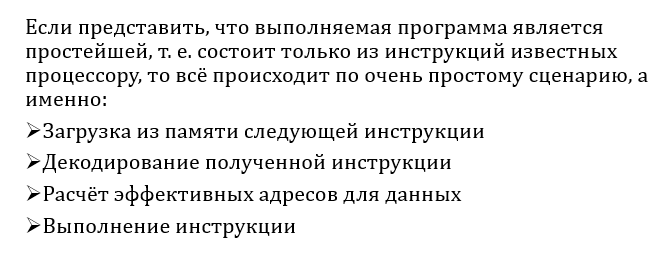 Если представить, что выполняемая программа является
простейшей, т. е. состоит только из инструкций известных
процессору, то всё происходит по очень простому сценарию, а
именно:
➢Загрузка из памяти следующей инструкции
➢Декодирование полученной инструкции
➢Расчёт эффективных адресов для данных
➢Выполнение инструкции